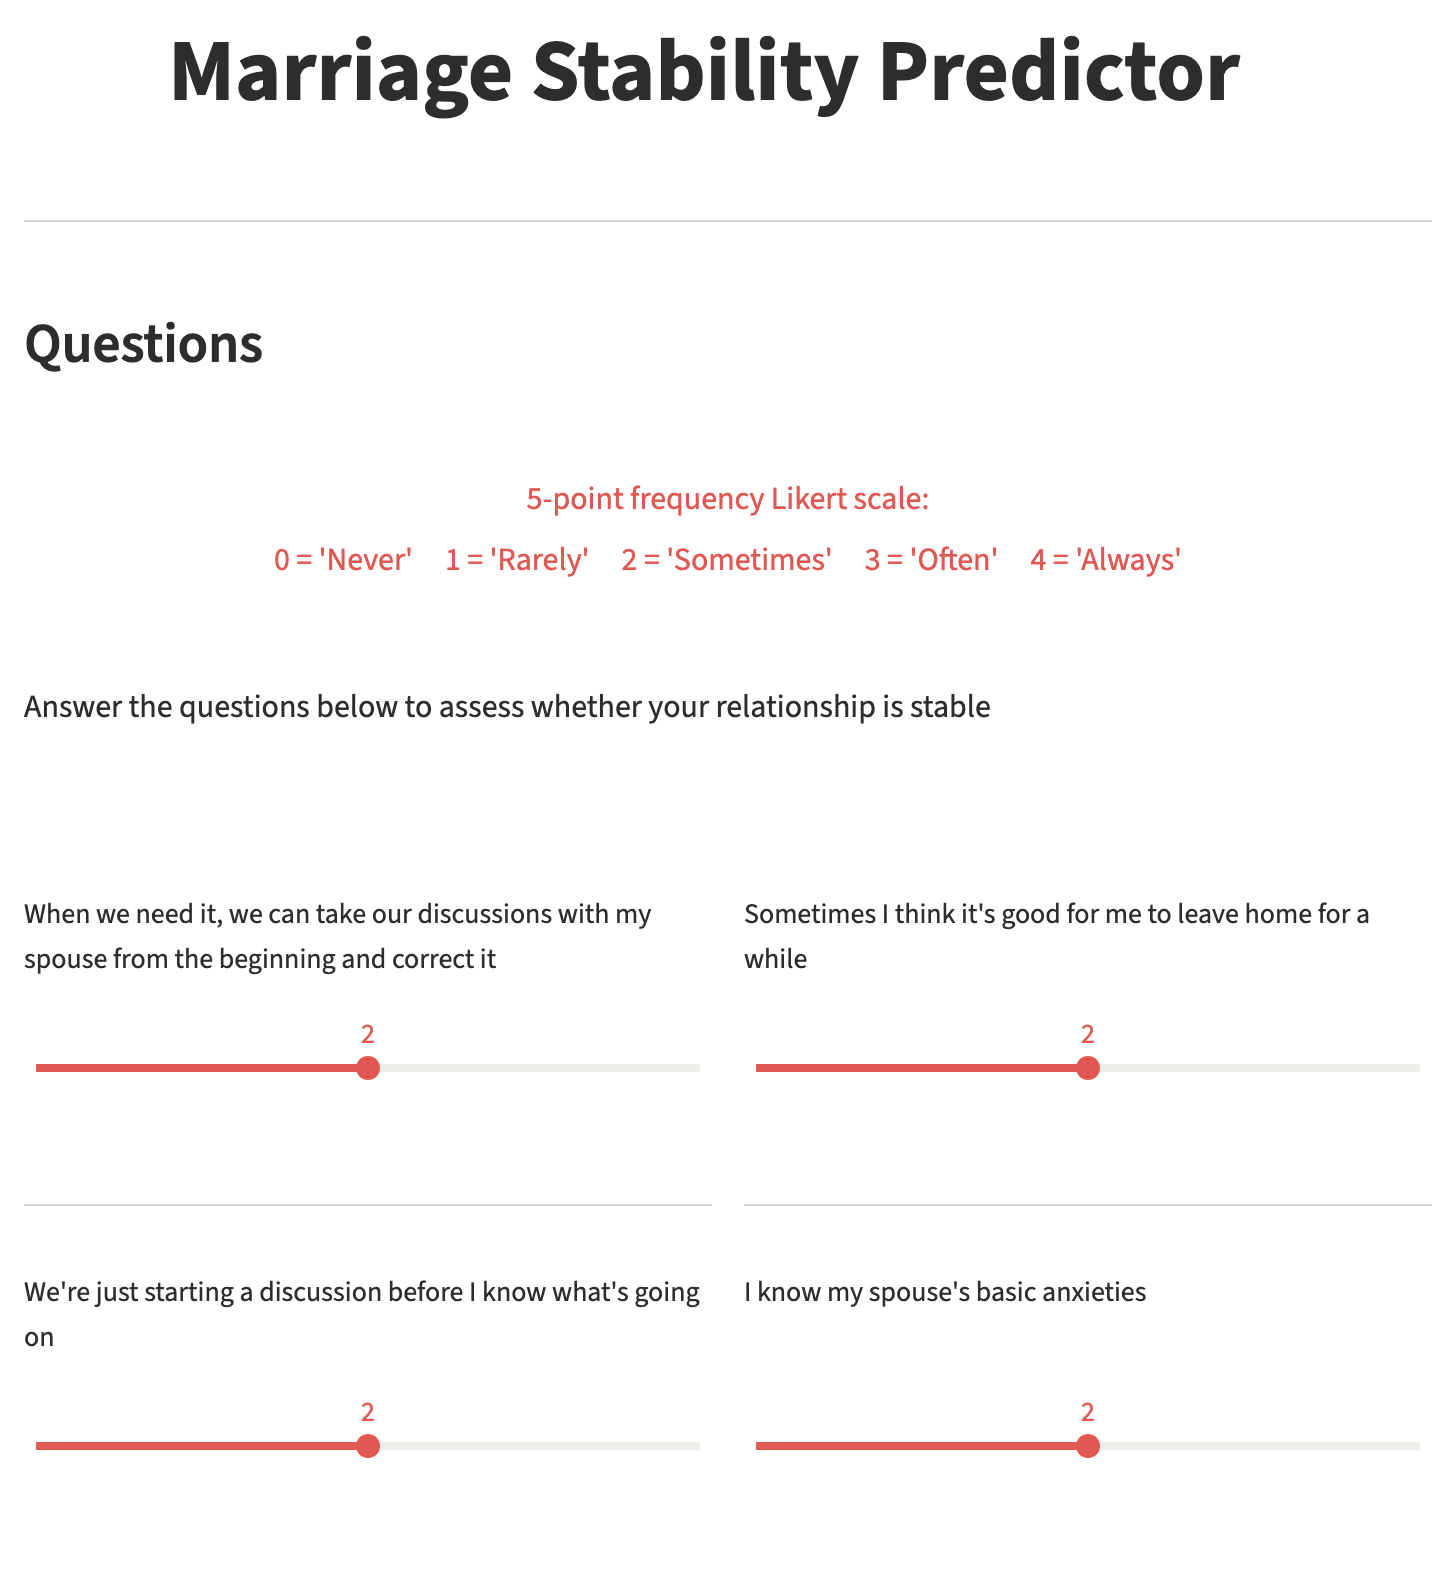 Marriage Stability Predictor
Questions
5-point frequency Likert scale:
0 = 'Never' 1 = 'Rarely' 2 = 'Sometimes' 3 = 'Often' 4 = 'Always'
Answer the questions below to assess whether your relationship is stable
When we need it, we can take our discussions with my
spouse from the beginning and correct it
2
Sometimes I think it's good for me to leave home for a
while
2
We're just starting a discussion before I know what's going
on
2
I know my spouse's basic anxieties
2